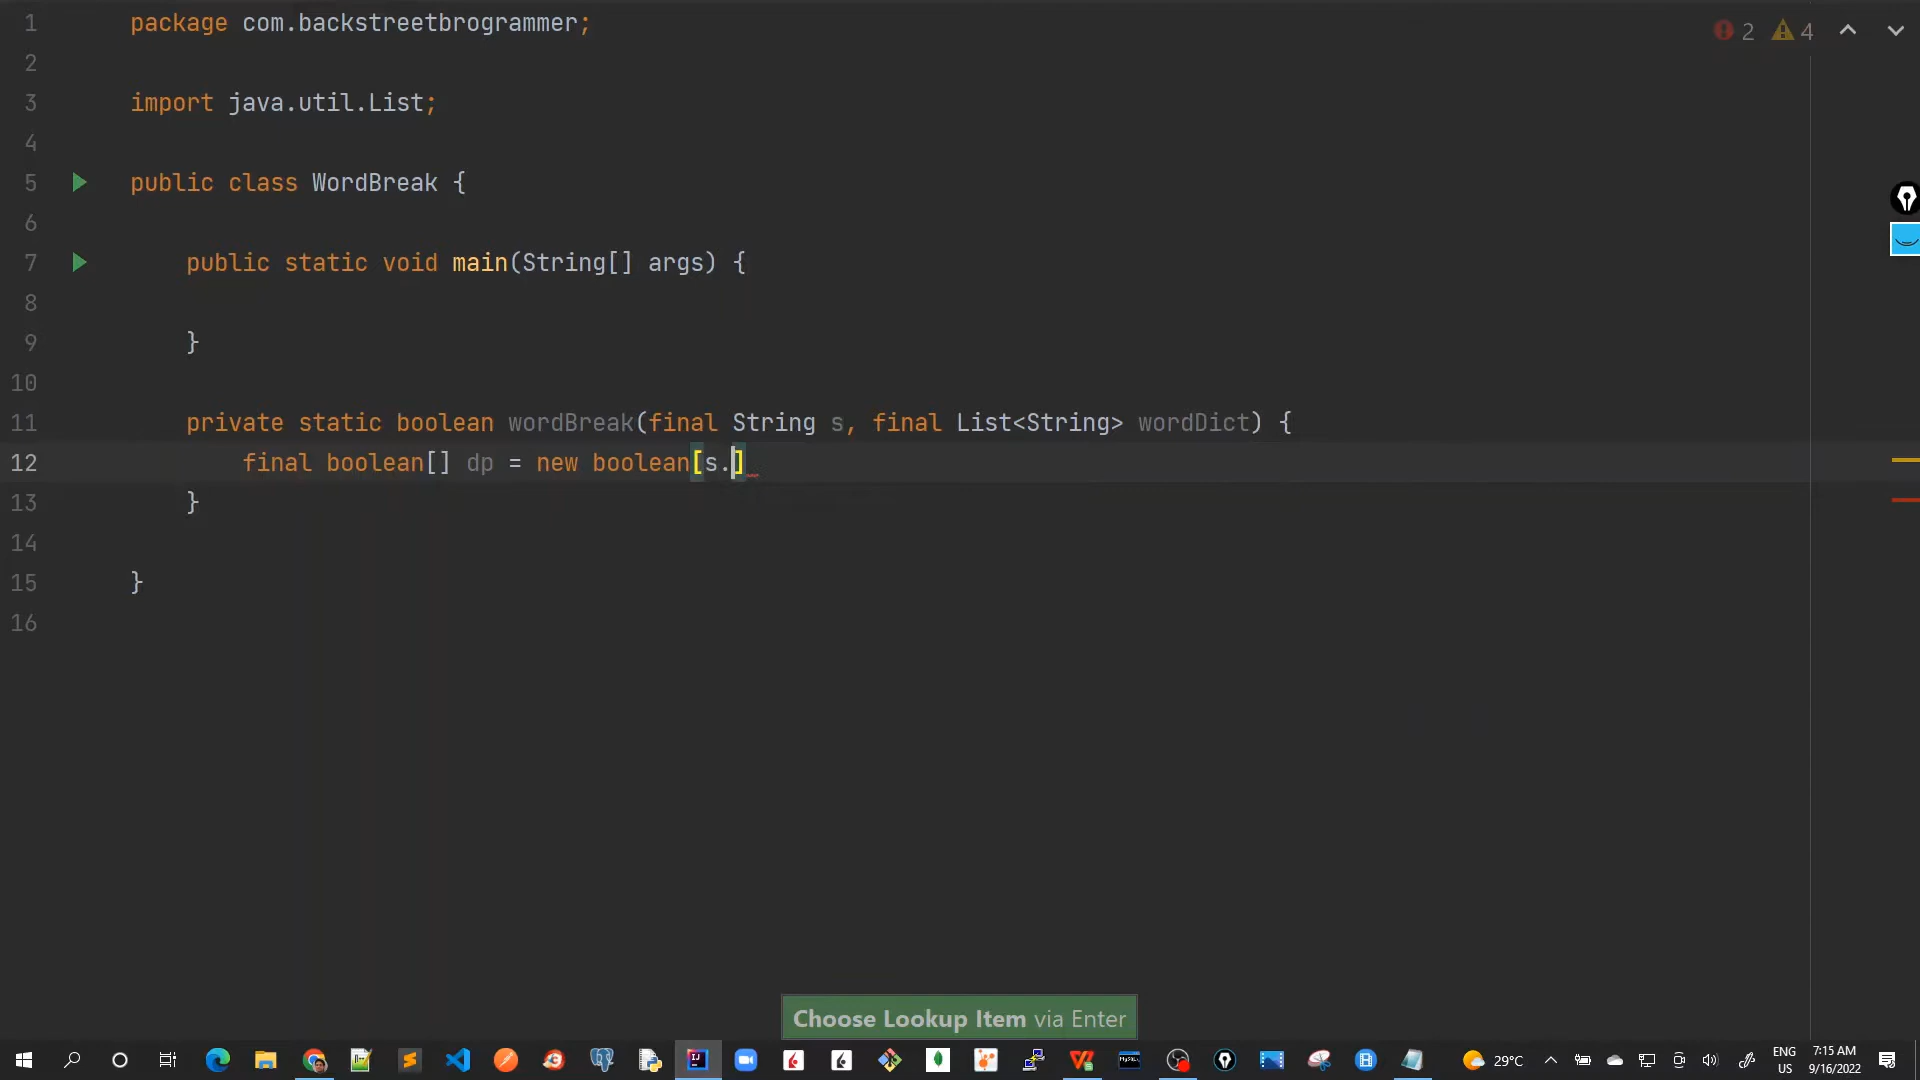 1 package com.backstreetbrogrammer;
2
3 import java.util.List;
4
5 public class WordBreak {
6
7 public static void main(String[] args) {
8
9 }
10
11 private static boolean wordBreak(final String s, final List<String> wordDict) {
12 final boolean[] dp = new boolean[s.]
13 }
14
15 }
16
2 4
Choose Lookup Item via Enter
29°C
ENG
US
7:15 AM
9/16/2022